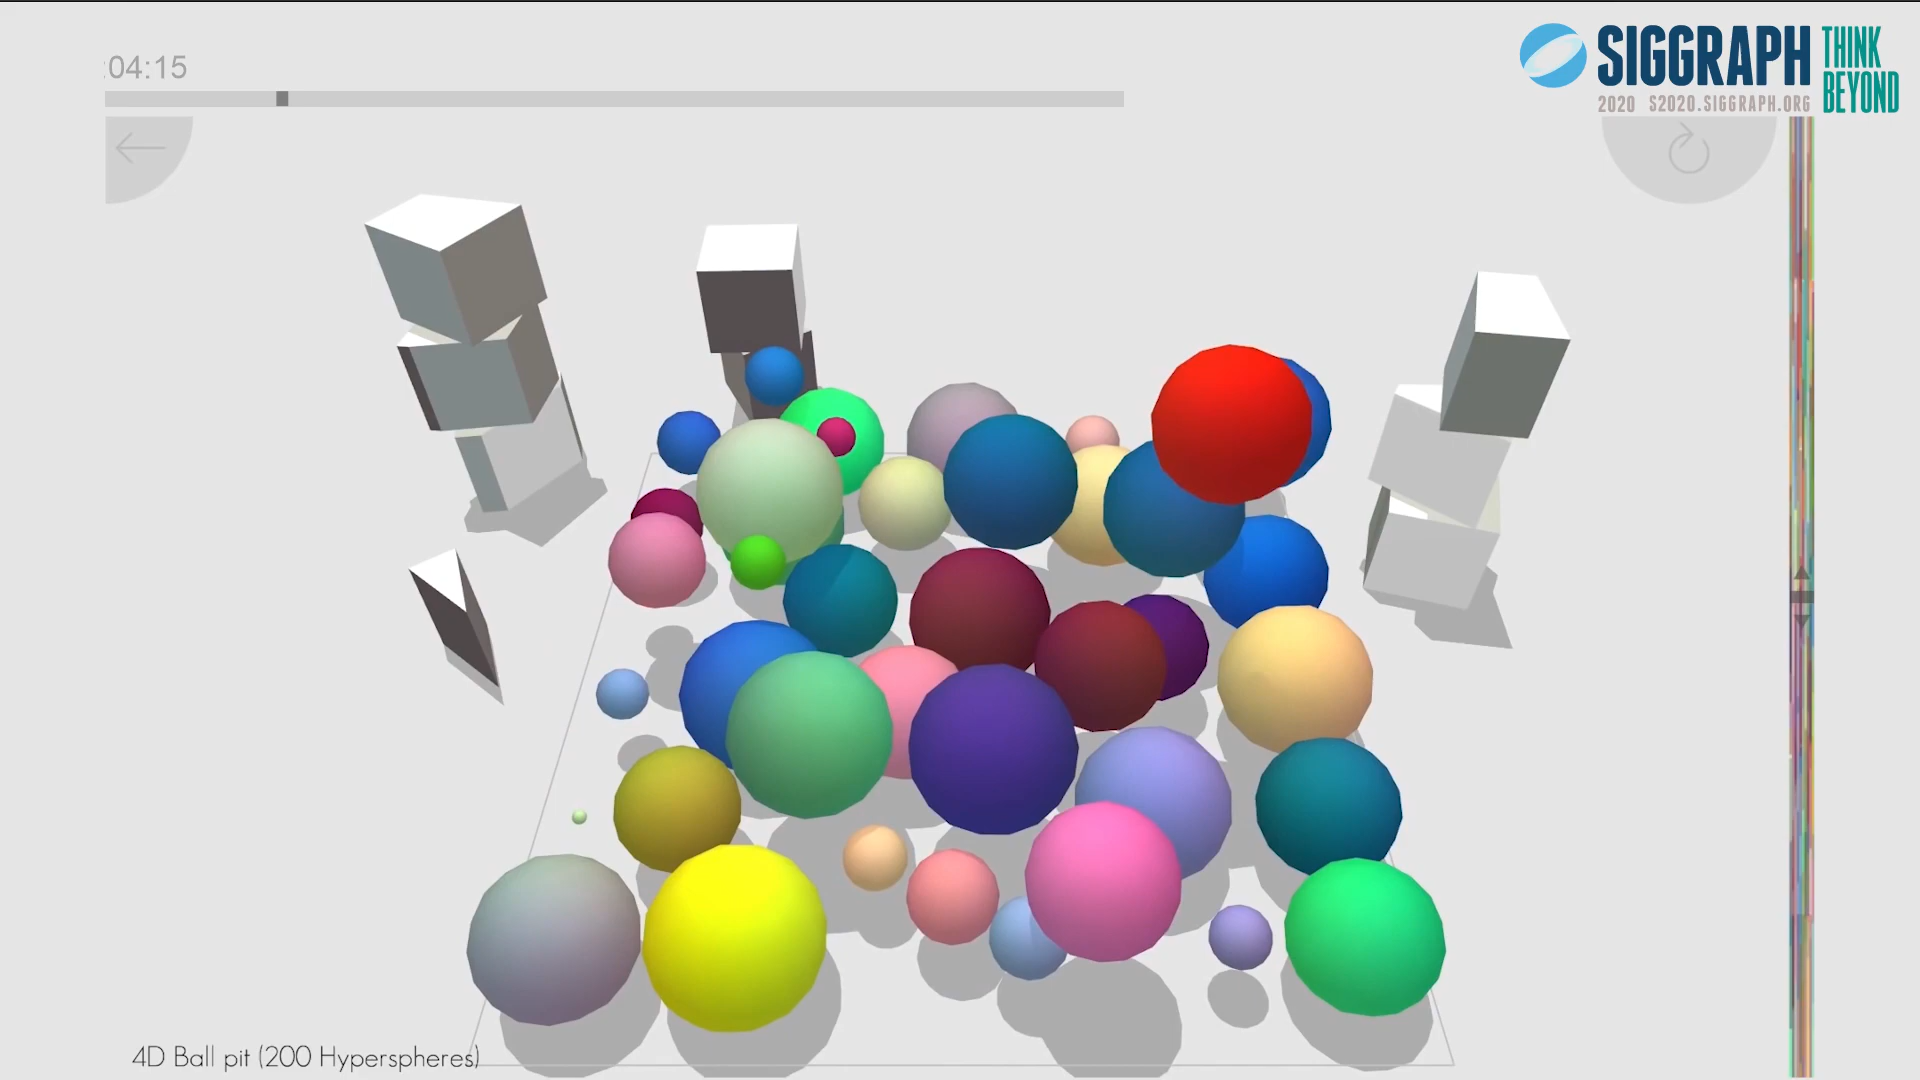 :04:15
SIGGRAPH THINK BEYOND
2020 S2020.SIGGRAPH.ORG
4D Ball pit (200 Hyperspheres)